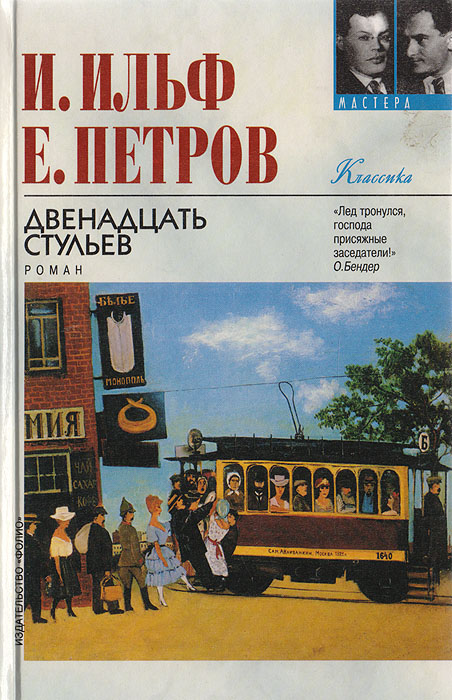 И. ИЛЬФ
Е. ПЕТРОВ
МАСТЕРА
Классика
ДВЕНАДЦАТЬ
СТУЛЬЕВ
РОМАН
«Лед тронулся,
господа
присяжные
заседатели!»
О.Бендер
БѢЛЬЕ
МОНОПОЛЬ
МИЯ
ЧАЙ
САХАР
КОФЕ
6
1640
ИЗДАТЕЛЬСТВО «ФОЛИО»